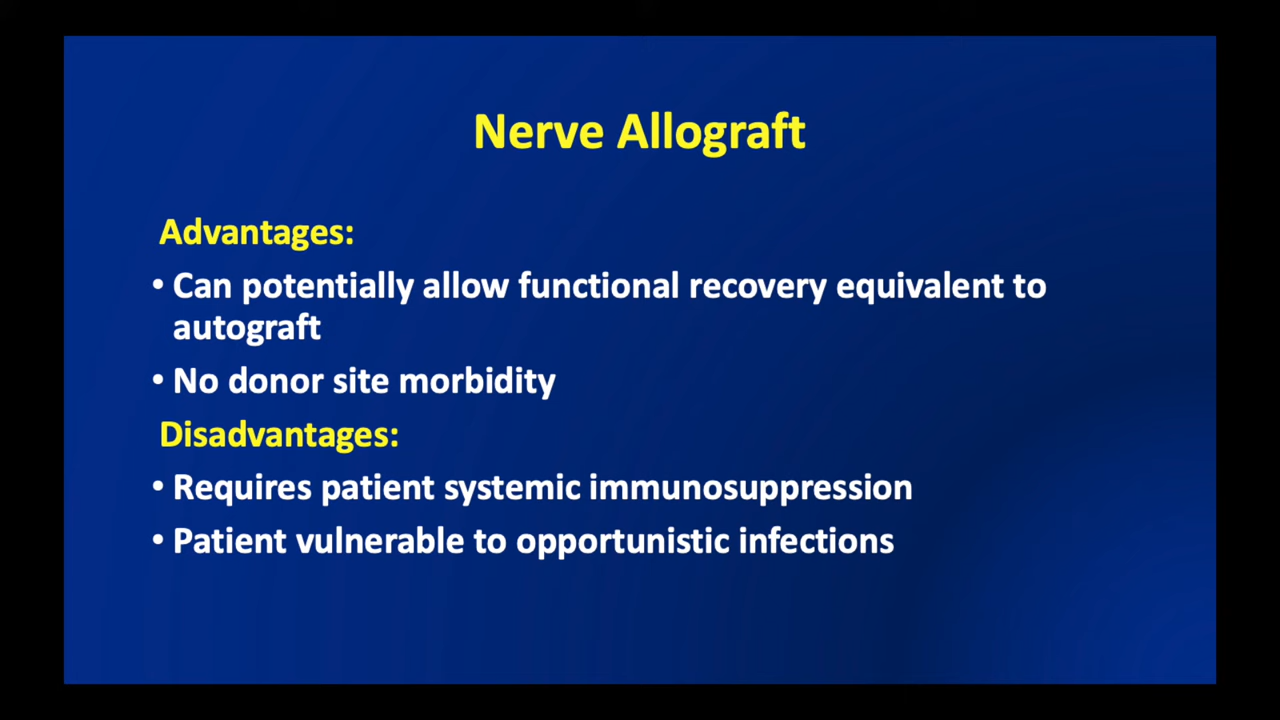 Nerve Allograft
Advantages:
• Can potentially allow functional recovery equivalent to
autograft
• No donor site morbidity
Disadvantages:
• Requires patient systemic immunosuppression
• Patient vulnerable to opportunistic infections